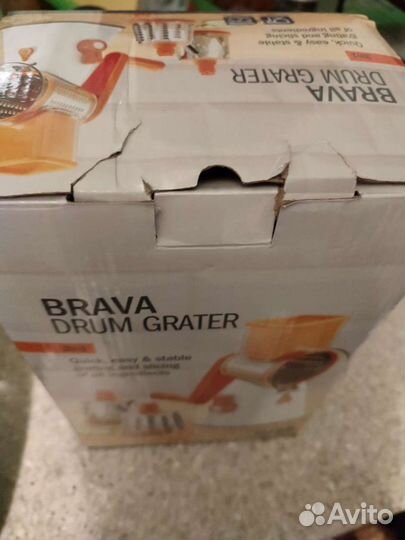 BRAVA
DRUM GRATER
Quick, easy & stable
grating and slicing
of all ingredients
BRAVA
DRUM GRATER
Quick, easy & stable
grating and slicing
of all ingredients
Avito